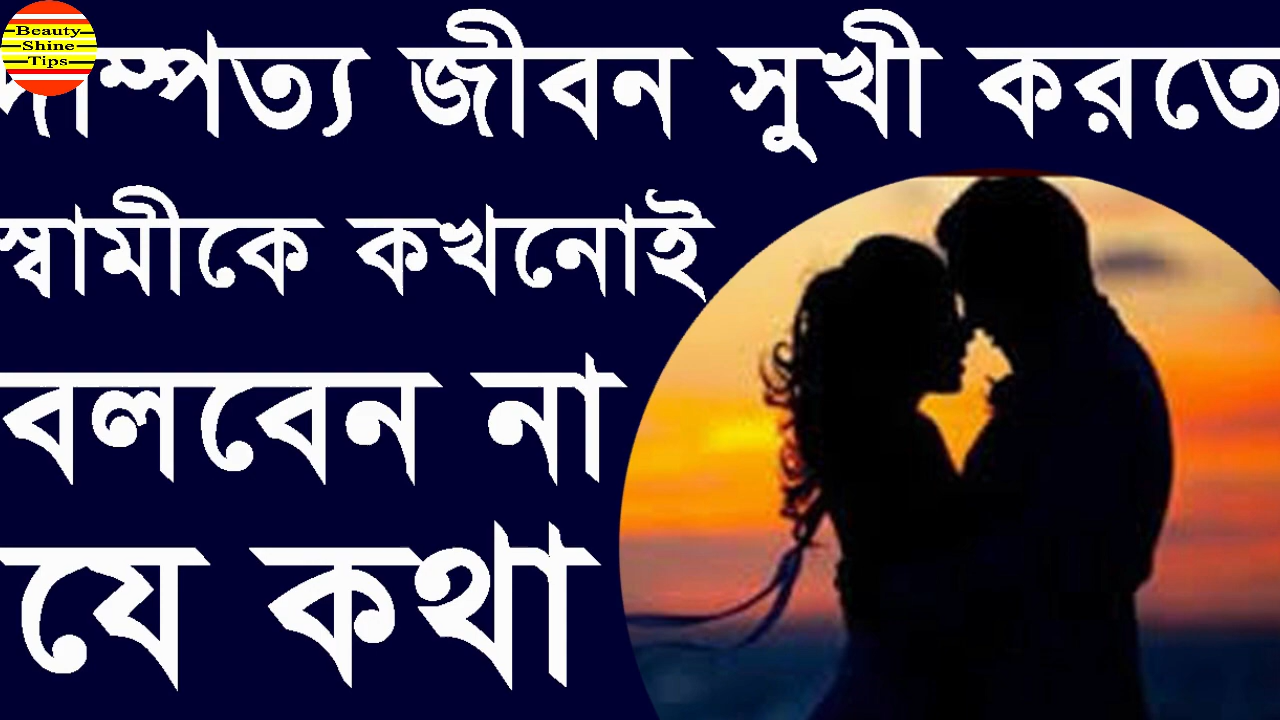 Beauty
Shine
Tips
দাম্পত্য জীবন সুখী করতে
স্বামীকে কখনোই
বলবেন না
যে কথা